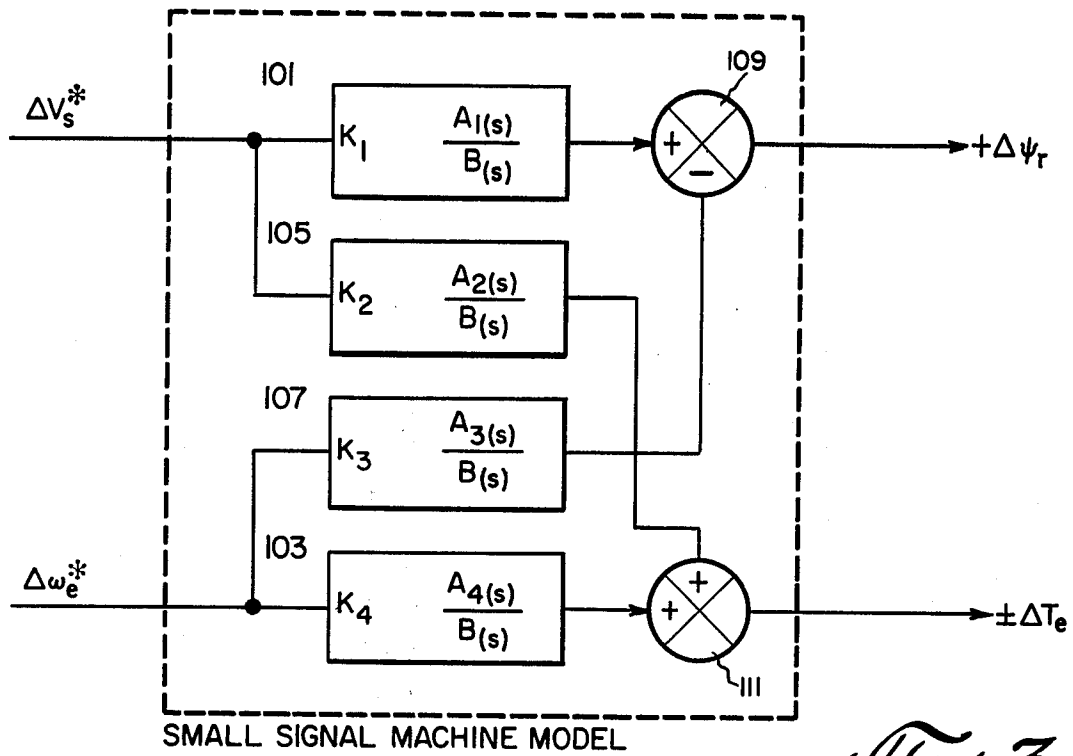 109
101
ΔVs*
K1 A1(s)/B(s)
+
−
+Δψr
105
K2 A2(s)/B(s)
107
K3 A3(s)/B(s)
103
Δωe*
K4 A4(s)/B(s)
+
+
±ΔTe
111
SMALL SIGNAL MACHINE MODEL